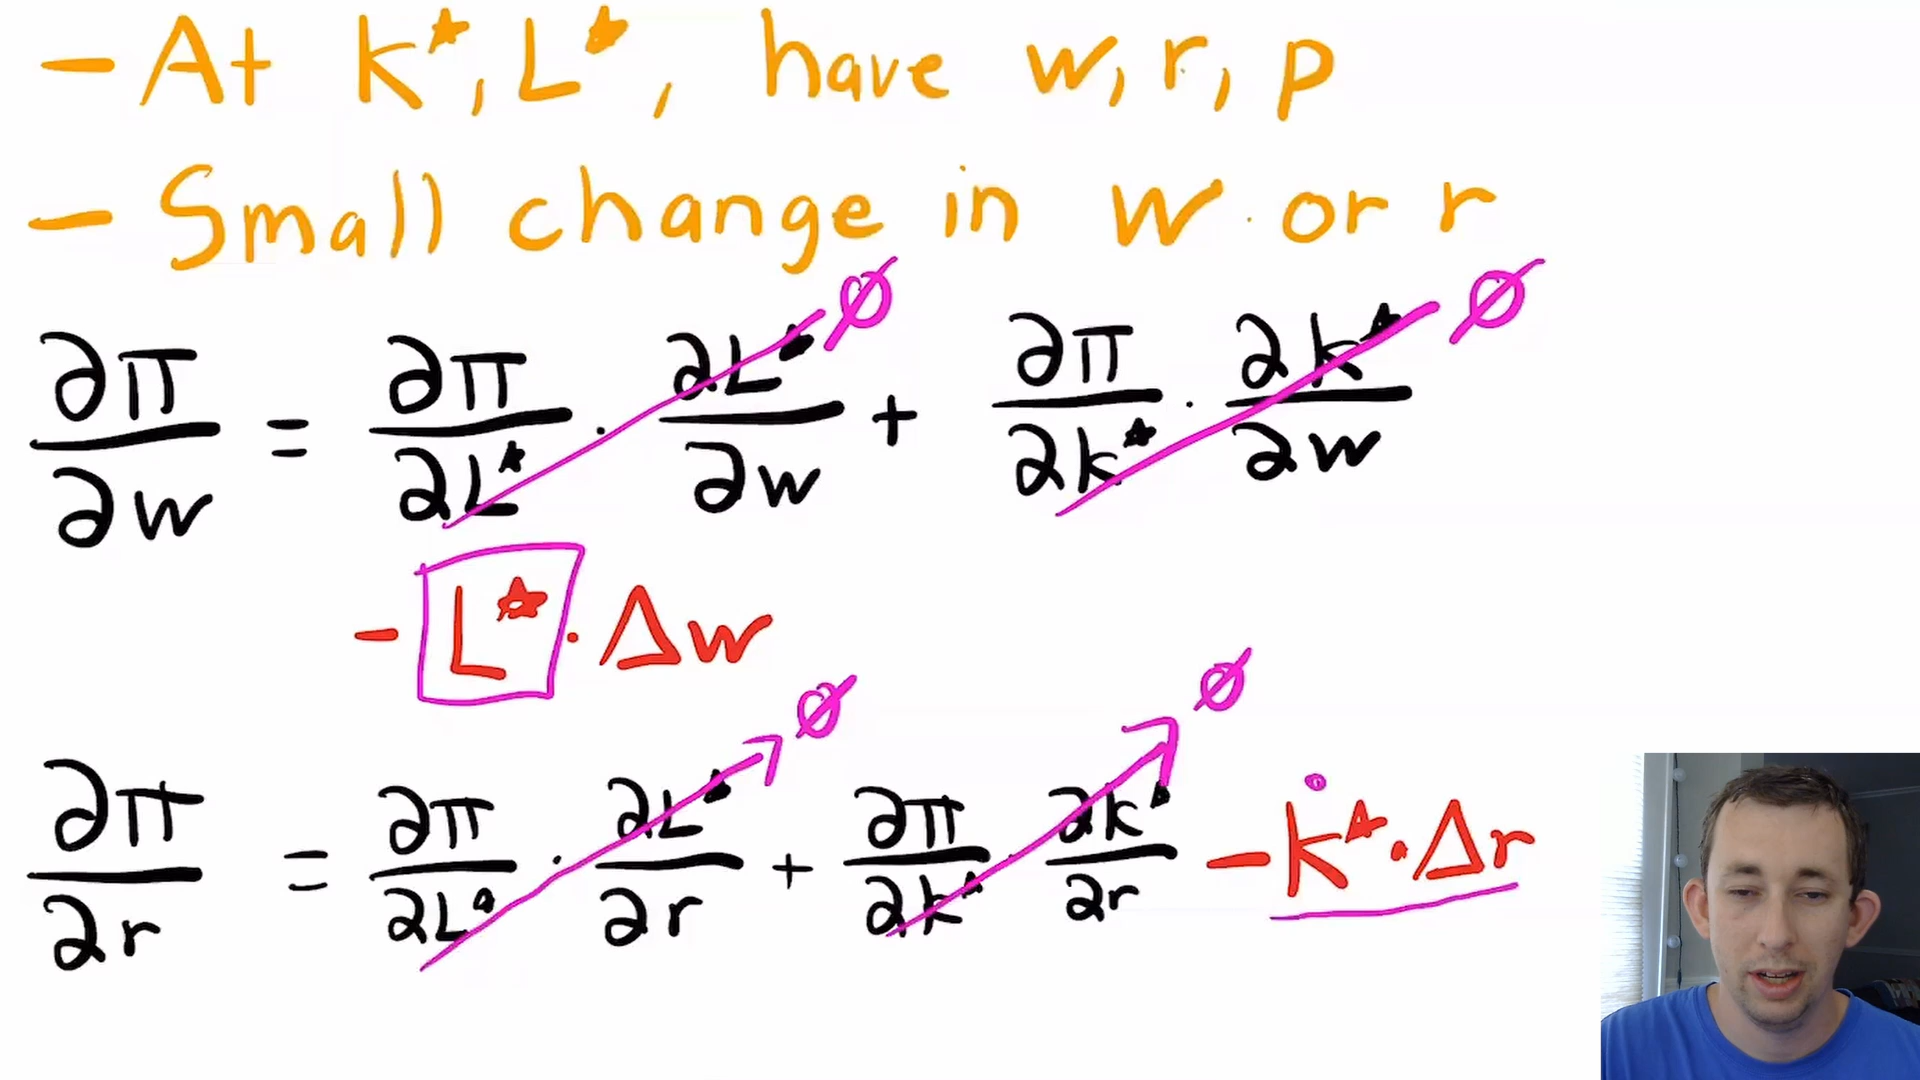 - At K*, L*, have w, r, p
- Small change in w or r
∂π/∂w = ∂π/∂L* · ∂L*/∂w + ∂π/∂k* · ∂k*/∂w
Ø Ø
- L* · Δw
Ø Ø
∂π/∂r = ∂π/∂L* · ∂L*/∂r + ∂π/∂k* · ∂k*/∂r - K* · Δr